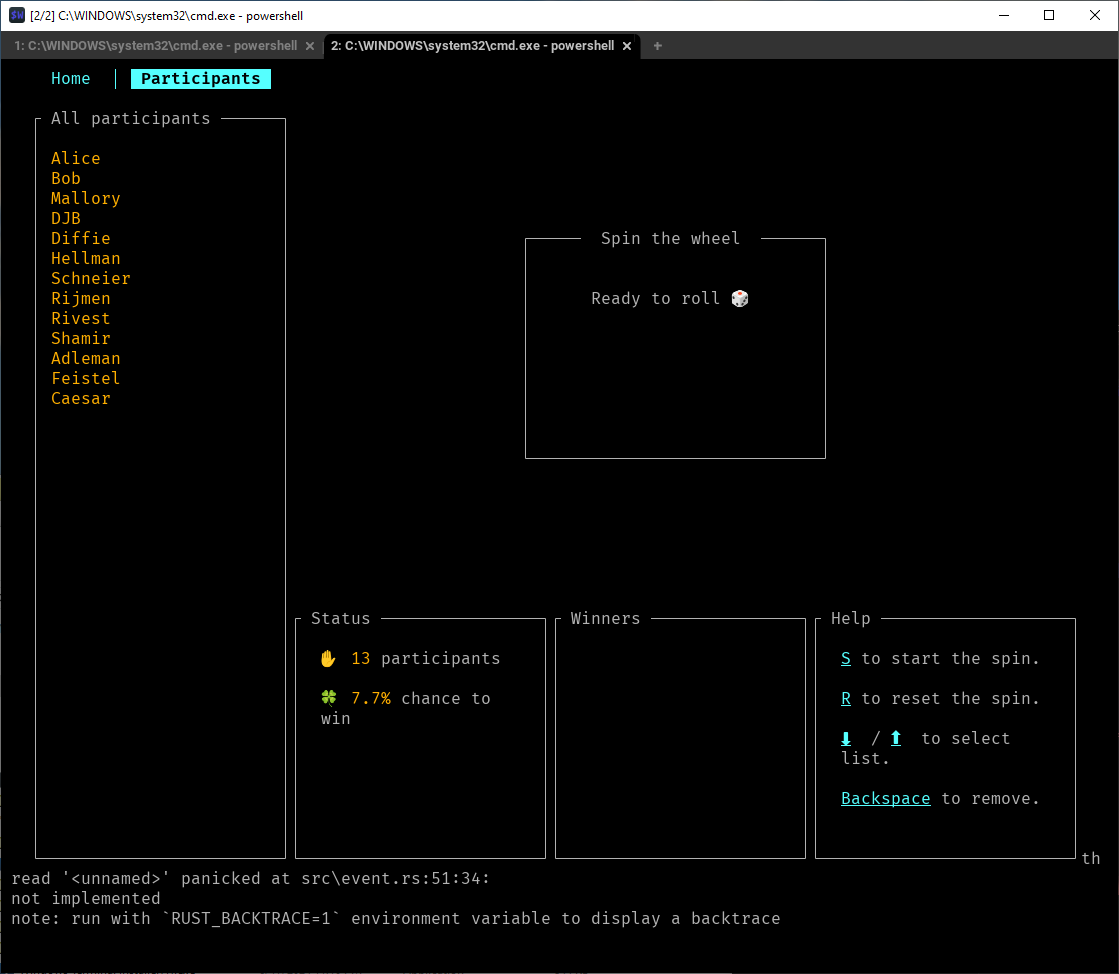 [2/2] C:\WINDOWS\system32\cmd.exe - powershell
1: C:\WINDOWS\system32\cmd.exe - powershell × 2: C:\WINDOWS\system32\cmd.exe - powershell × +
Home | Participants
All participants
Alice
Bob
Mallory
DJB
Diffie
Hellman
Schneier
Rijmen
Rivest
Shamir
Adleman
Feistel
Caesar
Spin the wheel
Ready to roll 🎲
Status
✋ 13 participants
🍀 7.7% chance to
win
Winners
Help
S to start the spin.
R to reset the spin.
⬇ / ⬆ to select
list.
Backspace to remove.
th
read '<unnamed>' panicked at src\event.rs:51:34:
not implemented
note: run with `RUST_BACKTRACE=1` environment variable to display a backtrace